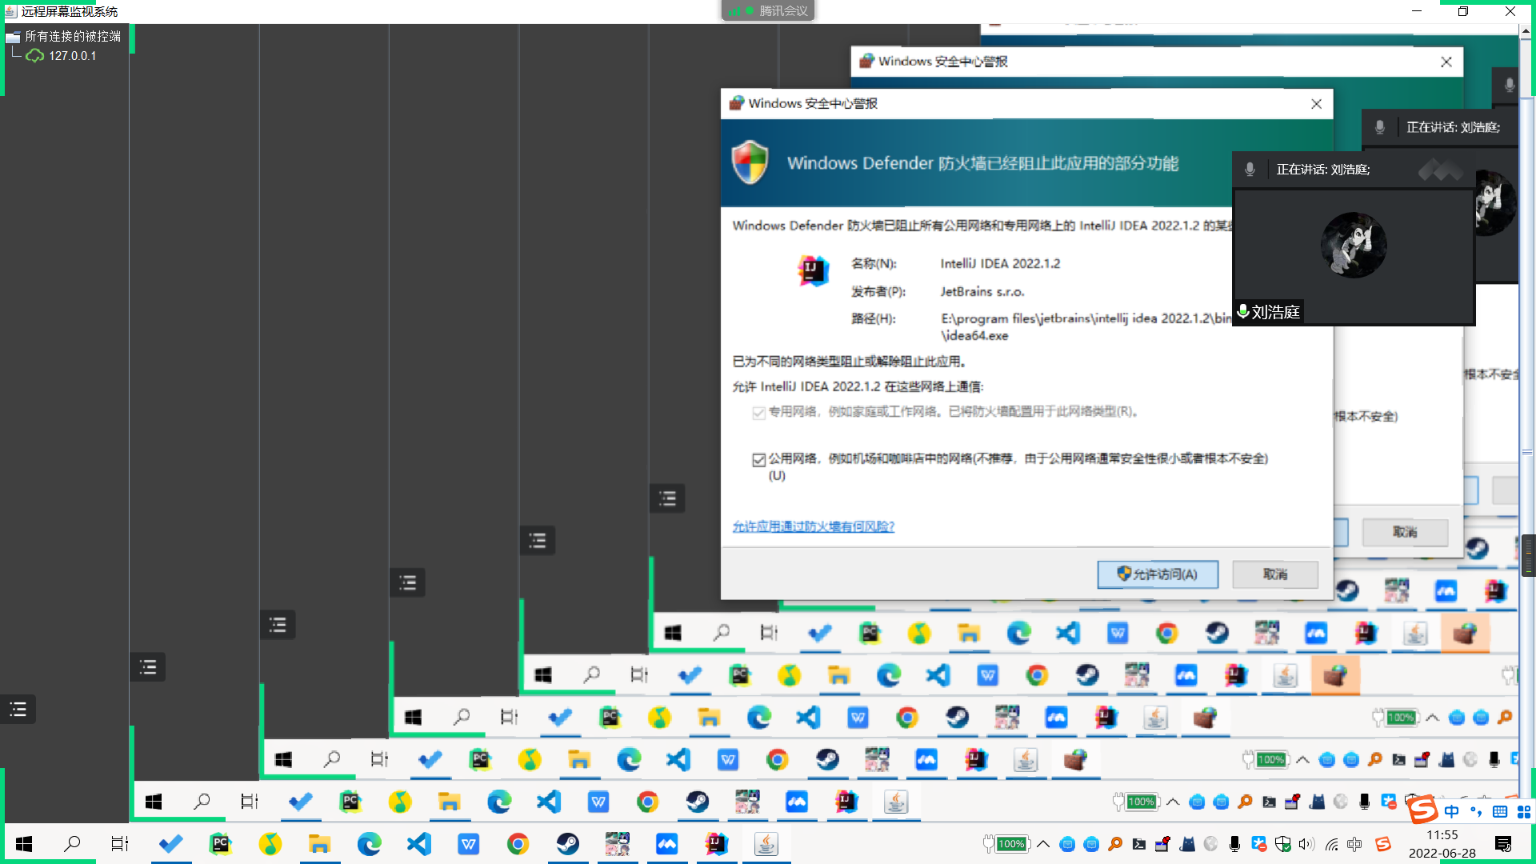 远程屏幕监视系统
腾讯会议
所有连接的被控端
127.0.0.1
Windows 安全中心警报
Windows 安全中心警报
Windows Defender 防火墙已经阻止此应用的部分功能
正在讲话: 刘浩庭;
正在讲话: 刘浩庭;
刘浩庭
Windows Defender 防火墙已阻止所有公用网络和专用网络上的 IntelliJ IDEA 2022.1.2 的某
名称(N): IntelliJ IDEA 2022.1.2
发布者(P): JetBrains s.r.o.
路径(H): E:\program files\jetbrains\intellij idea 2022.1.2\bin
\idea64.exe
已为不同的网络类型阻止或解除阻止此应用。
允许 IntelliJ IDEA 2022.1.2 在这些网络上通信:
专用网络，例如家庭或工作网络。已将防火墙配置用于此网络类型(R)。
公用网络，例如机场和咖啡店中的网络(不推荐，由于公用网络通常安全性很小或者根本不安全)
(U)
根本不安全
根本不安全)
允许应用通过防火墙有何风险?
允许访问(A)
取消
取消
100%
100%
100%
100%
中
11:55
2022-06-28